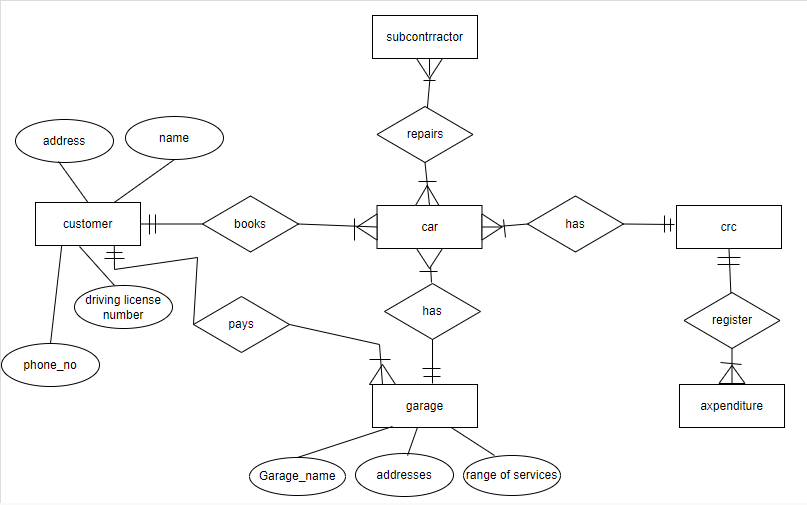 subcontrractor
repairs
address
name
customer
books
car
has
crc
driving license
number
pays
has
register
phone_no
garage
axpenditure
Garage_name
addresses
range of services